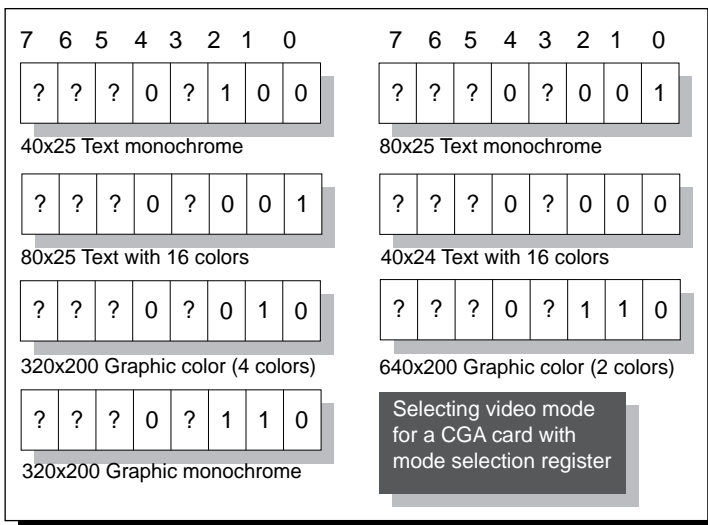 7 6 5 4 3 2 1 0
? ? ? 0 ? 1 0 0
40x25 Text monochrome
7 6 5 4 3 2 1 0
? ? ? 0 ? 0 0 1
80x25 Text monochrome
? ? ? 0 ? 0 0 1
80x25 Text with 16 colors
? ? ? 0 ? 0 0 0
40x24 Text with 16 colors
? ? ? 0 ? 0 1 0
320x200 Graphic color (4 colors)
? ? ? 0 ? 1 1 0
640x200 Graphic color (2 colors)
? ? ? 0 ? 1 1 0
320x200 Graphic monochrome
Selecting video mode
for a CGA card with
mode selection register